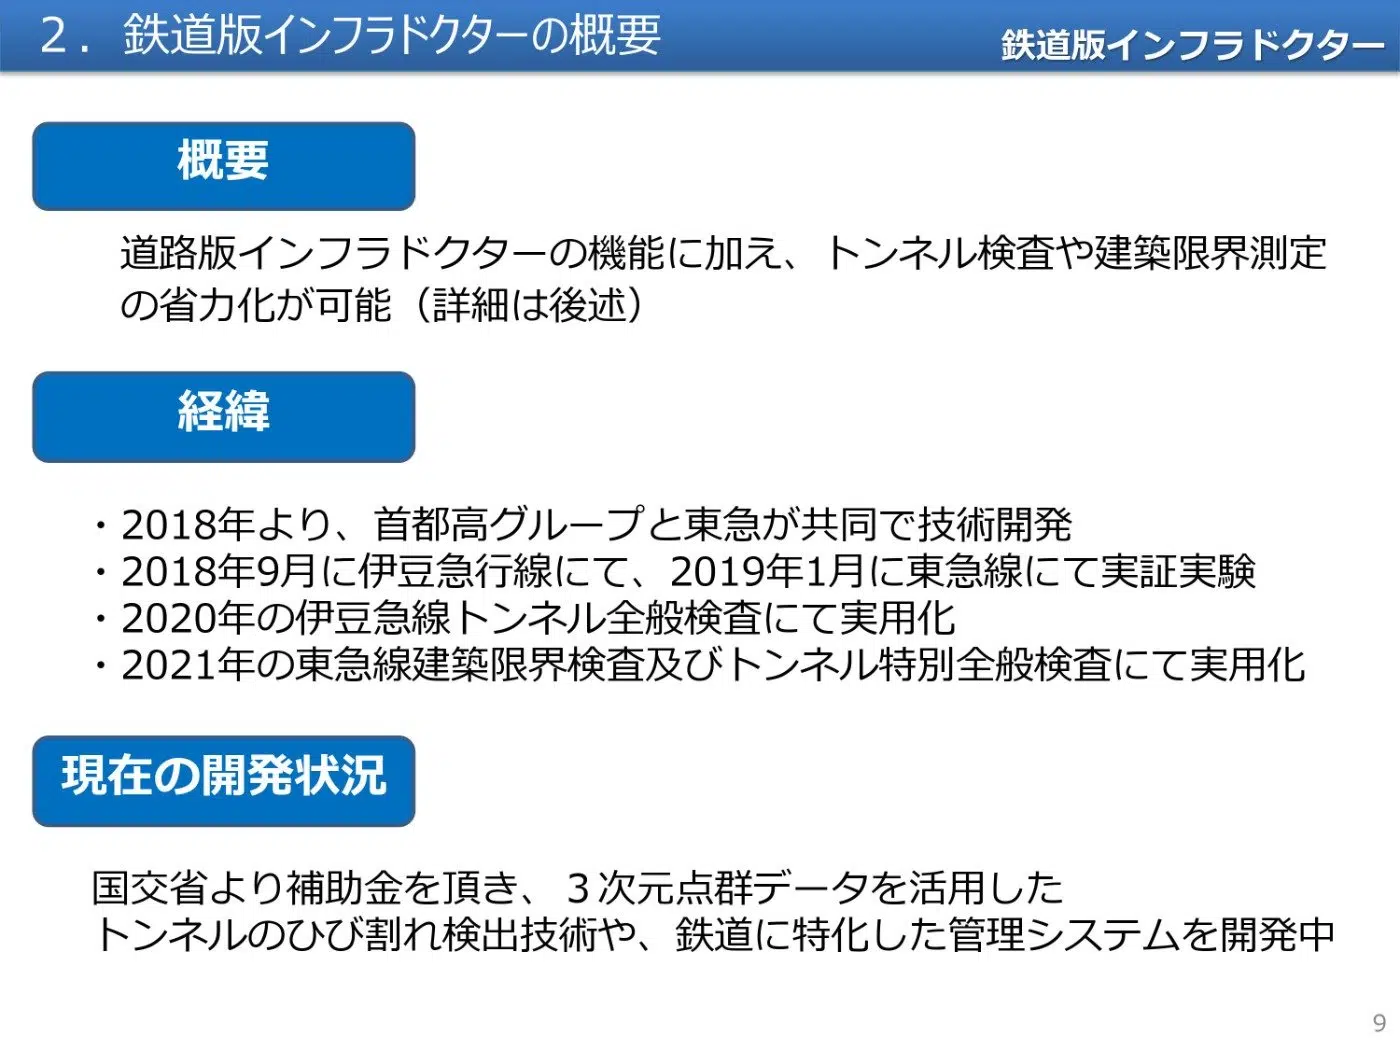 ２．鉄道版インフラドクターの概要
鉄道版インフラドクター
概要
道路版インフラドクターの機能に加え、トンネル検査や建築限界測定
の省力化が可能（詳細は後述）
経緯
・2018年より、首都高グループと東急が共同で技術開発
・2018年9月に伊豆急行線にて、2019年1月に東急線にて実証実験
・2020年の伊豆急線トンネル全般検査にて実用化
・2021年の東急線建築限界検査及びトンネル特別全般検査にて実用化
現在の開発状況
国交省より補助金を頂き、３次元点群データを活用した
トンネルのひび割れ検出技術や、鉄道に特化した管理システムを開発中
9